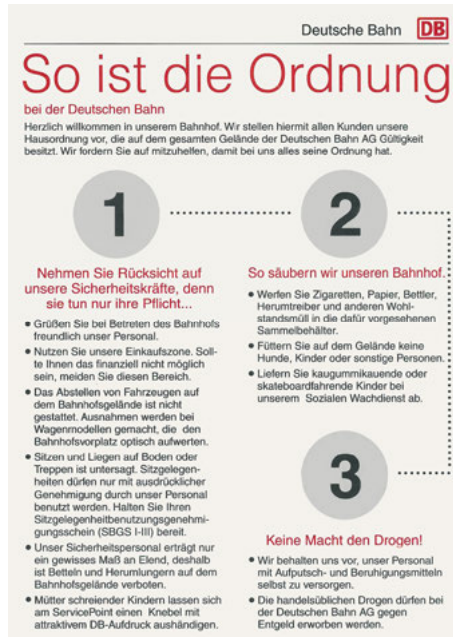 Deutsche Bahn DB
So ist die Ordnung
bei der Deutschen Bahn
Herzlich willkommen in unserem Bahnhof. Wir stellen hiermit allen Kunden unsere
Hausordnung vor, die auf dem gesamten Gelände der Deutschen Bahn AG Gültigkeit
besitzt. Wir fordern Sie auf mitzuhelfen, damit bei uns alles seine Ordnung hat.
1
Nehmen Sie Rücksicht auf
unsere Sicherheitskräfte, denn
sie tun nur ihre Pflicht...
• Grüßen Sie bei Betreten des Bahnhofs
freundlich unser Personal.
• Nutzen Sie unsere Einkaufszone. Soll-
te Ihnen das finanziell nicht möglich
sein, meiden Sie diesen Bereich.
• Das Abstellen von Fahrzeugen auf
dem Bahnhofsgelände ist nicht
gestattet. Ausnahmen werden bei
Wagenmodellen gemacht, die den
Bahnhofsvorplatz optisch aufwerten.
• Sitzen und Liegen auf Boden oder
Treppen ist untersagt. Sitzgelegen-
heiten dürfen nur mit ausdrücklicher
Genehmigung durch unser Personal
benutzt werden. Halten Sie Ihren
Sitzgelegenheitbenutzungsgenehmi-
gungsschein (SBGS I-III) bereit.
• Unser Sicherheitspersonal erträgt nur
ein gewisses Maß an Elend, deshalb
ist Betteln und Herumlungern auf dem
Bahnhofsgelände verboten.
• Mütter schreiender Kindern lassen sich
am ServicePoint einen Knebel mit
attraktivem DB-Aufdruck aushändigen.
2
So säubern wir unseren Bahnhof.
• Werfen Sie Zigaretten, Papier, Bettler,
Herumtreiber und anderen Wohl-
standsmüll in die dafür vorgesehenen
Sammelbehälter.
• Füttern Sie auf dem Gelände keine
Hunde, Kinder oder sonstige Personen.
• Liefern Sie kaugummikauende oder
skateboardfahrende Kinder bei
unserem Sozialen Wachdienst ab.
3
Keine Macht den Drogen!
• Wir behalten uns vor, unser Personal
mit Aufputsch- und Beruhigungsmitteln
selbst zu versorgen.
• Die handelsüblichen Drogen dürfen bei
der Deutschen Bahn AG gegen
Entgeld erworben werden.